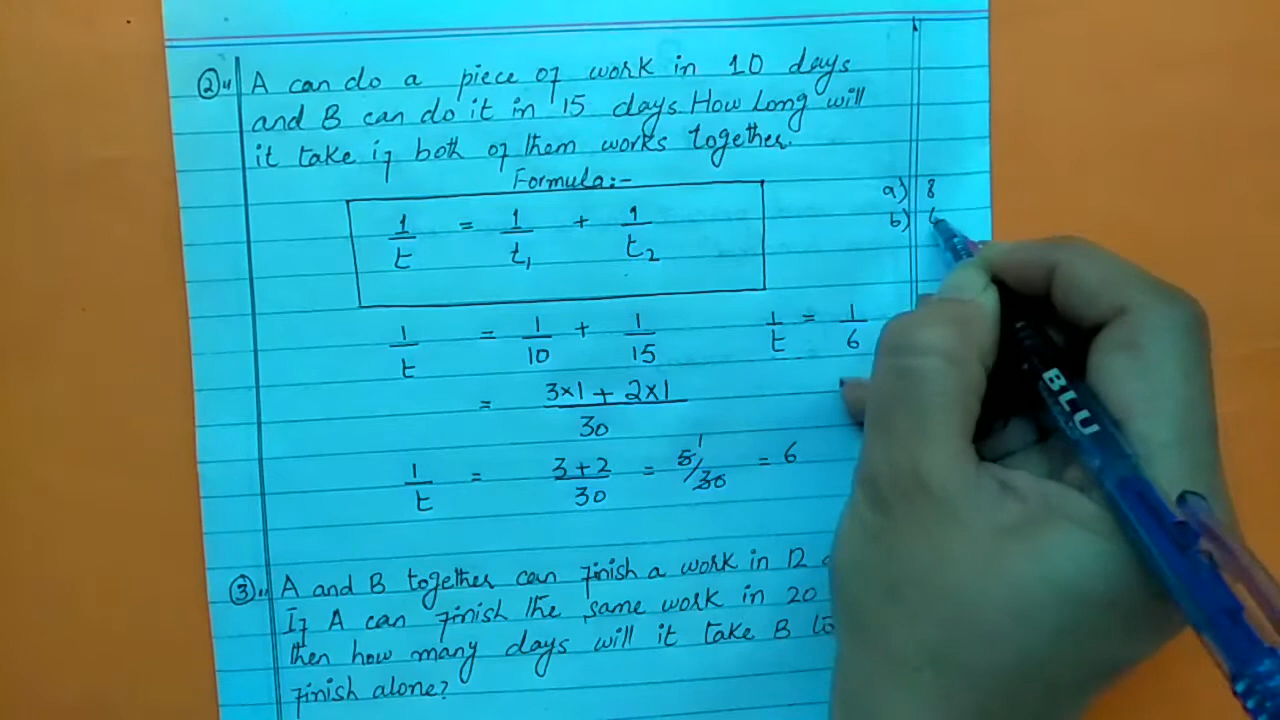 ②" A can do a piece of work in 10 days
and B can do it in 15 days. How long will
it take if both of them works together.
Formula:-
1/t = 1/t₁ + 1/t₂
a) 8
b)
1/t = 1/10 + 1/15
1/t = 1/6
= 3×1 + 2×1 / 30
1/t = 3+2/30 = 5/30 1 = 6
③" A and B together can finish a work in 12
If A can finish the same work in 20
then how many days will it take B to
finish alone?
BLU